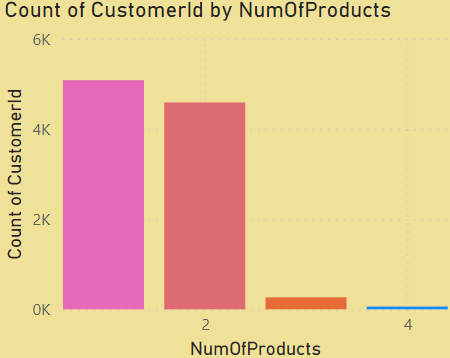 Count of CustomerId by NumOfProducts
6K
4K
2K
0K
Count of CustomerId
2
4
NumOfProducts